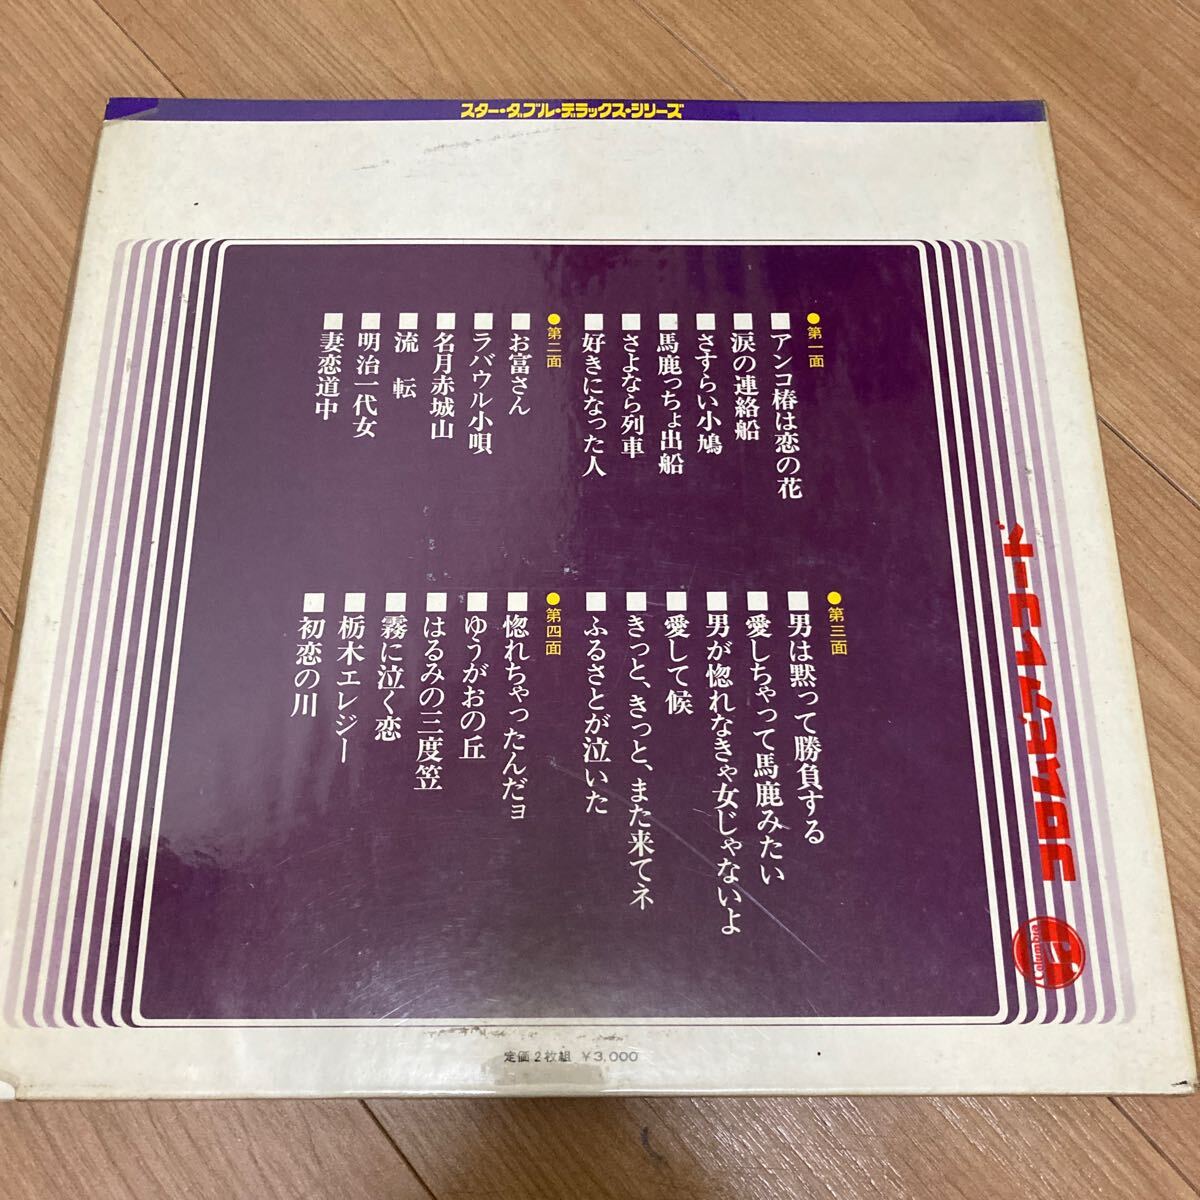 スター・ダブル・デラックス・シリーズ
●第一面
■アンコ椿は恋の花
■涙の連絡船
■さすらい小鳩
■馬鹿っちょ出船
■さよなら列車
■好きになった人
●第二面
■お富さん
■ラバウル小唄
■名月赤城山
■流　転
■明治一代女
■妻恋道中
●第三面
■男は黙って勝負する
■愛しちゃって馬鹿みたい
■男が惚れなきゃ女じゃないよ
■愛して候
■きっと、きっと、また来てネ
■ふるさとが泣いた
●第四面
■惚れちゃったんだョ
■ゆうがおの丘
■はるみの三度笠
■霧に泣く恋
■栃木エレジー
■初恋の川
Columbia
定価2枚組 ¥3,000